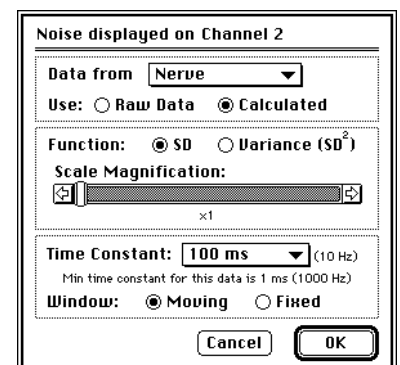 Noise displayed on Channel 2
Data from Nerve
Use: Raw Data Calculated
Function: SD Variance (SD²)
Scale Magnification:
×1
Time Constant: 100 ms (10 Hz)
Min time constant for this data is 1 ms (1000 Hz)
Window: Moving Fixed
Cancel OK